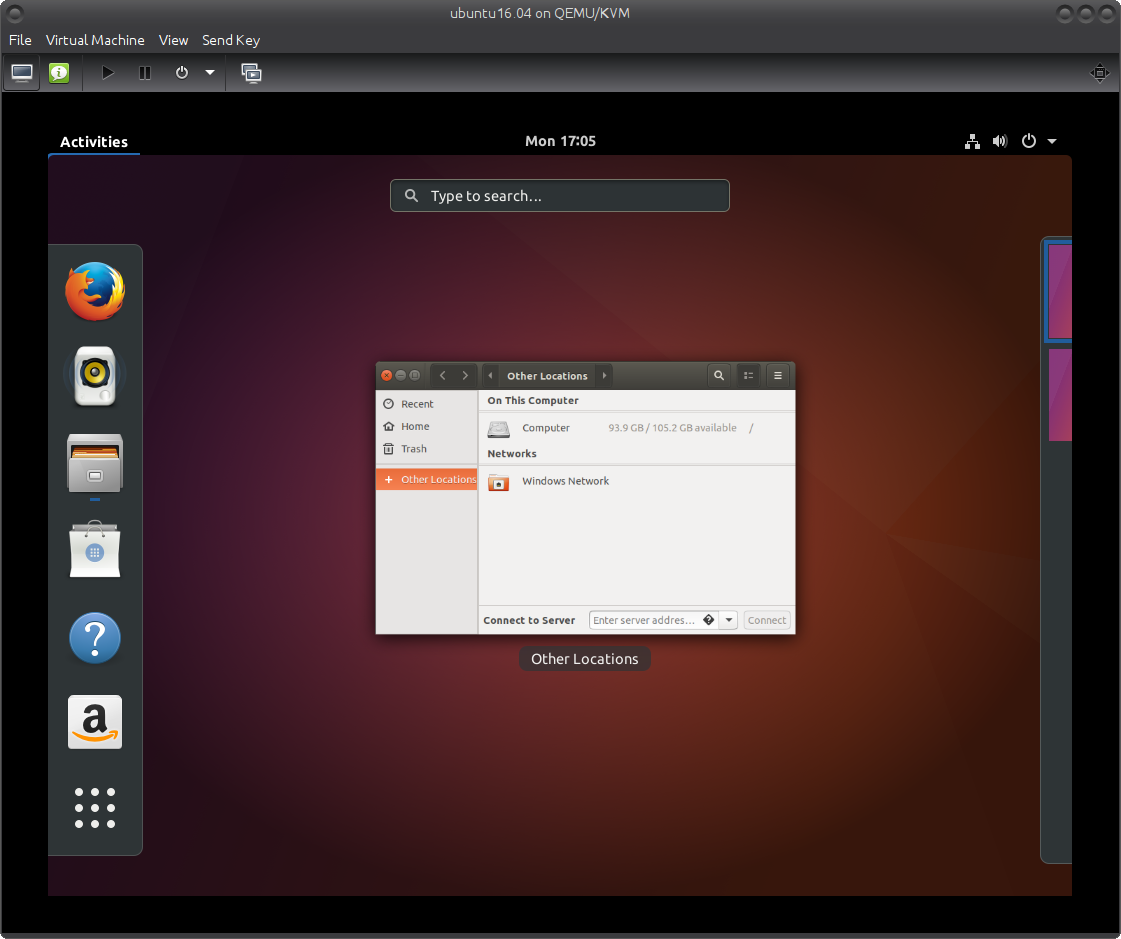 ubuntu16.04 on QEMU/KVM
File Virtual Machine View Send Key
Activities Mon 17:05
Type to search...
Other Locations
Recent
Home
Trash
Other Locations
On This Computer
Computer 93.9 GB / 105.2 GB available /
Networks
Windows Network
Connect to Server Enter server addres... Connect
Other Locations
a